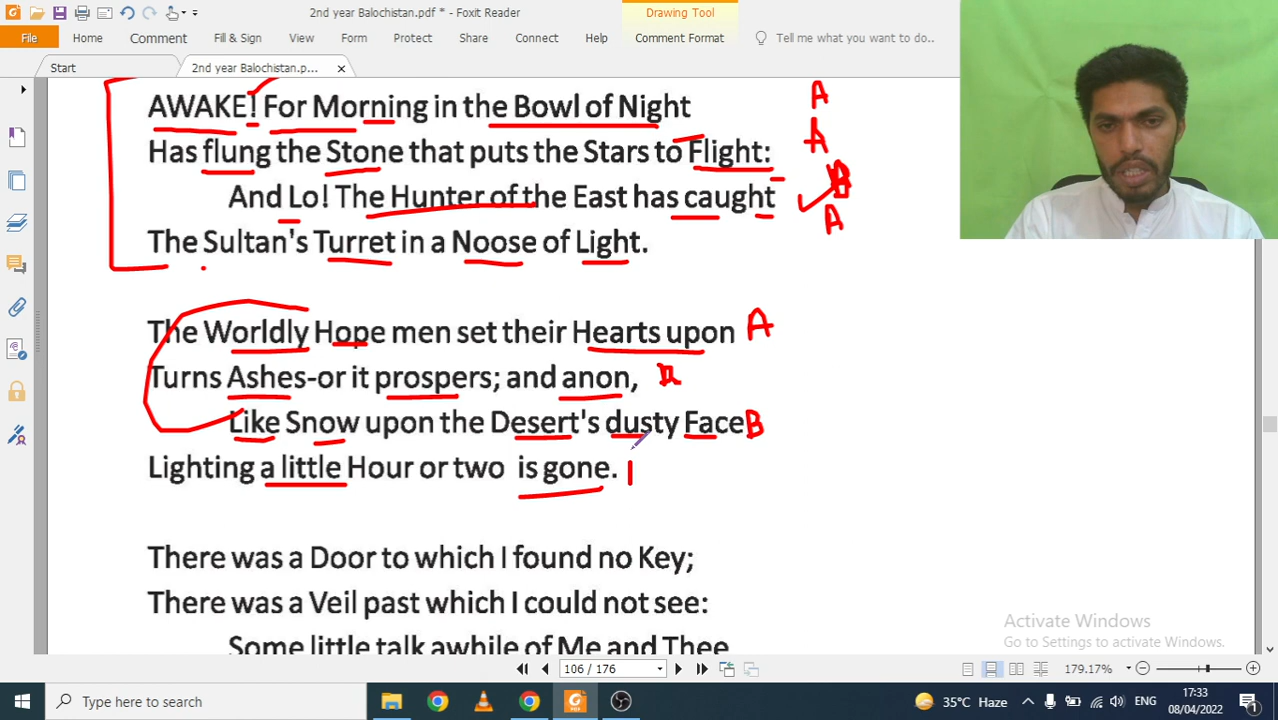 2nd year Balochistan.pdf * - Foxit Reader
Drawing Tool
File Home Comment Fill & Sign View Form Protect Share Connect Help Comment Format Tell me what you want to do..
Start 2nd year Balochistan.p...
AWAKE! For Morning in the Bowl of Night A
Has flung the Stone that puts the Stars to Flight: A
And Lo! The Hunter of the East has caught B
The Sultan's Turret in a Noose of Light. A
The Worldly Hope men set their Hearts upon A
Turns Ashes-or it prospers; and anon,
Like Snow upon the Desert's dusty Face B
Lighting a little Hour or two is gone.
There was a Door to which I found no Key;
There was a Veil past which I could not see:
Some little talk awhile of Me and Thee
Activate Windows
Go to Settings to activate Windows.
106 / 176
179.17%
Type here to search
35°C Haze
ENG
17:33
08/04/2022